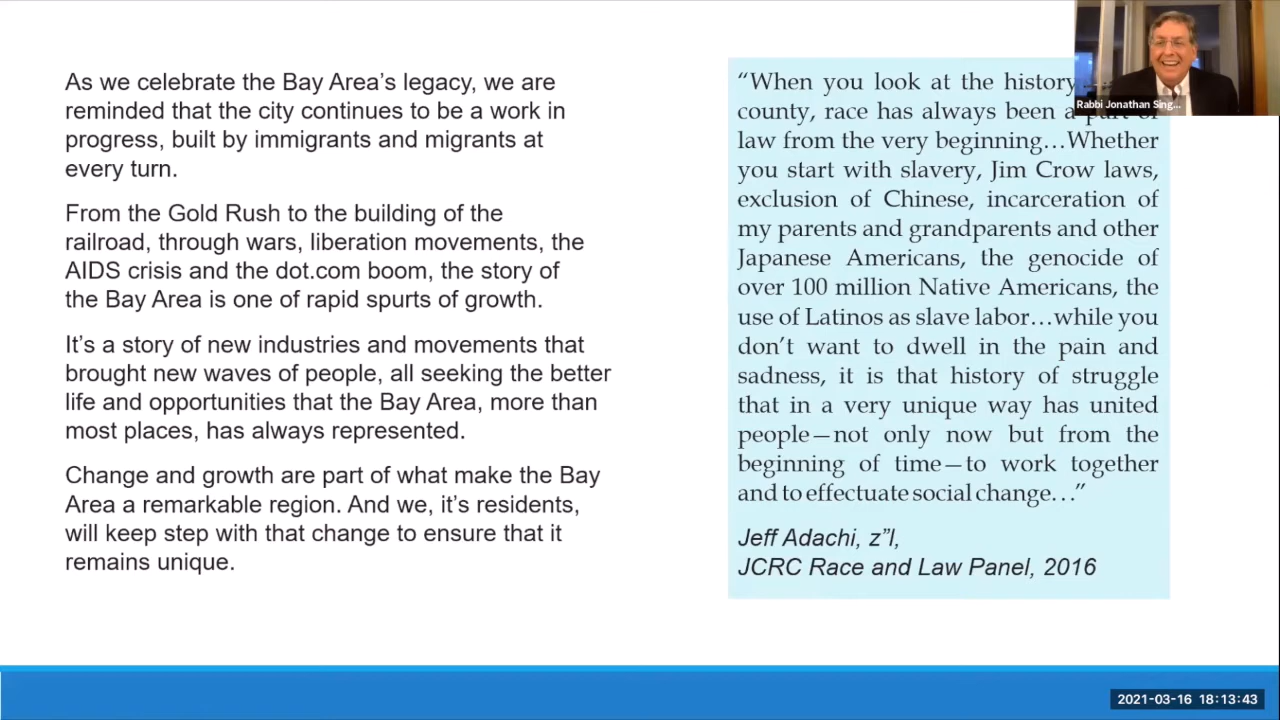 As we celebrate the Bay Area’s legacy, we are
reminded that the city continues to be a work in
progress, built by immigrants and migrants at
every turn.
From the Gold Rush to the building of the
railroad, through wars, liberation movements, the
AIDS crisis and the dot.com boom, the story of
the Bay Area is one of rapid spurts of growth.
It’s a story of new industries and movements that
brought new waves of people, all seeking the better
life and opportunities that the Bay Area, more than
most places, has always represented.
Change and growth are part of what make the Bay
Area a remarkable region. And we, it’s residents,
will keep step with that change to ensure that it
remains unique.
“When you look at the history
county, race has always been a part of
law from the very beginning…Whether
you start with slavery, Jim Crow laws,
exclusion of Chinese, incarceration of
my parents and grandparents and other
Japanese Americans, the genocide of
over 100 million Native Americans, the
use of Latinos as slave labor…while you
don’t want to dwell in the pain and
sadness, it is that history of struggle
that in a very unique way has united
people—not only now but from the
beginning of time—to work together
and to effectuate social change…”
Jeff Adachi, z”l,
JCRC Race and Law Panel, 2016
Rabbi Jonathan Sing...
2021-03-16 18:13:43